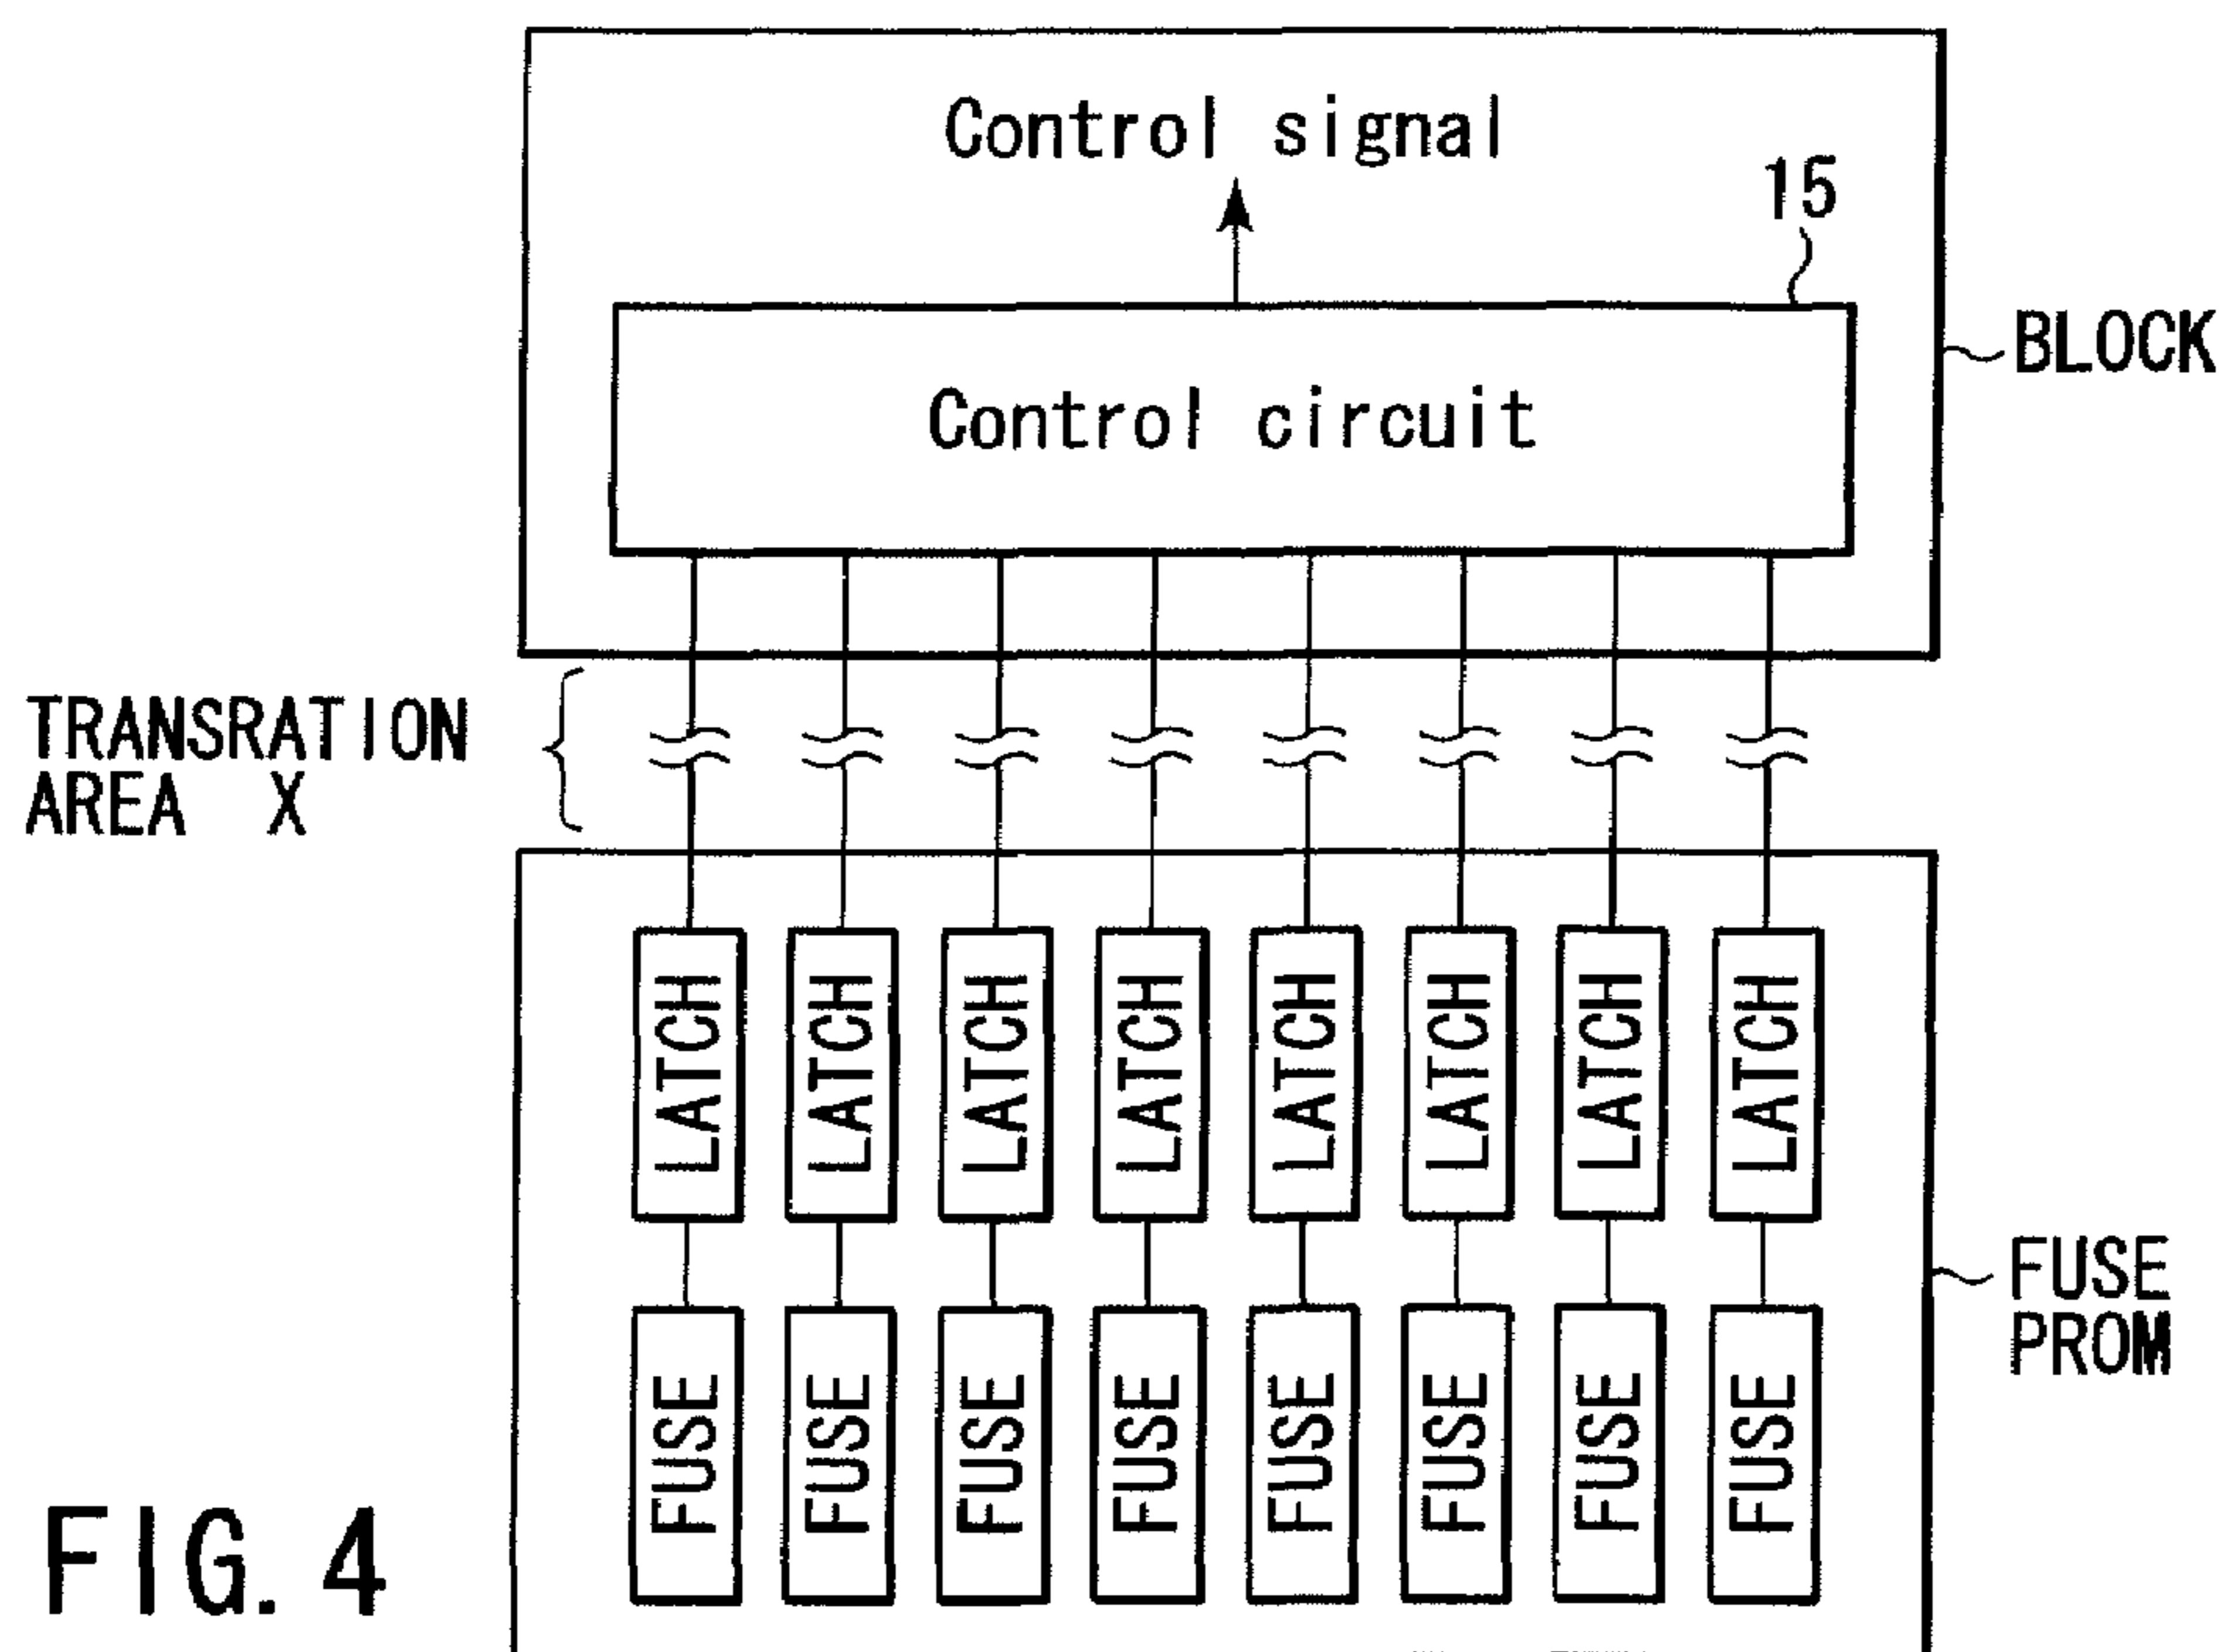 Control signal
15
Control circuit
BLOCK
TRANSRATION
AREA X
LATCH
LATCH
LATCH
LATCH
LATCH
LATCH
LATCH
LATCH
FUSE
PROM
FUSE
FUSE
FUSE
FUSE
FUSE
FUSE
FUSE
FUSE
FIG. 4